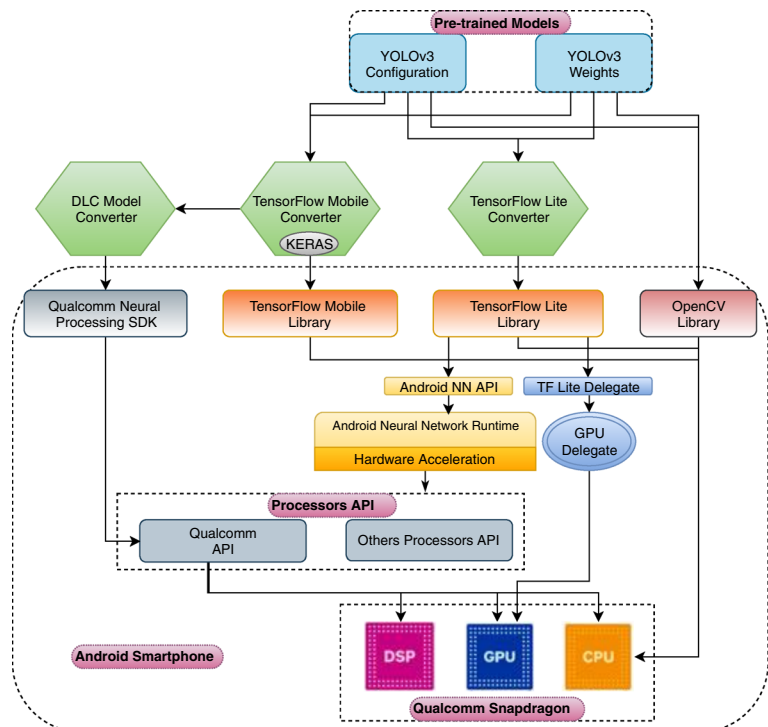 Pre-trained Models
YOLOv3
Configuration
YOLOv3
Weights
DLC Model
Converter
TensorFlow Mobile
Converter
KERAS
TensorFlow Lite
Converter
Qualcomm Neural
Processing SDK
TensorFlow Mobile
Library
TensorFlow Lite
Library
OpenCV
Library
Android NN API
TF Lite Delegate
Android Neural Network Runtime
Hardware Acceleration
GPU
Delegate
Processors API
Qualcomm
API
Others Processors API
DSP
GPU
CPU
Android Smartphone
Qualcomm Snapdragon